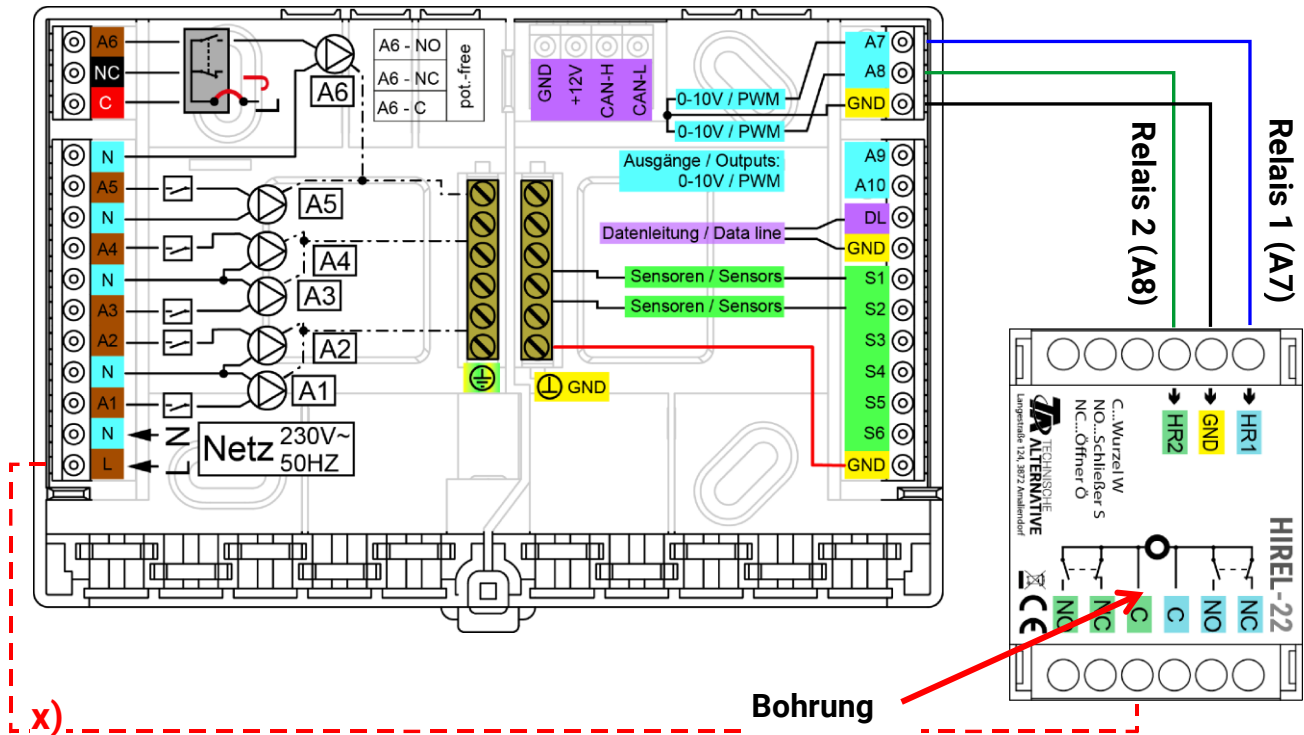 A6
NC
C
A6
A6 - NO
A6 - NC
A6 - C
pot.-free
GND
+12V
CAN-H
CAN-L
0-10V / PWM
0-10V / PWM
A7
A8
GND
Ausgänge / Outputs:
0-10V / PWM
A9
A10
Datenleitung / Data line
DL
GND
Sensoren / Sensors
Sensoren / Sensors
S1
S2
S3
S4
S5
S6
GND
N
A5
N
A4
N
A3
A2
N
A1
N
L
A5
A4
A3
A2
A1
N
L
Netz 230V~
50HZ
GND
Relais 2 (A8)
Relais 1 (A7)
HR2
GND
HR1
C...Wurzel W
NO...Schließer S
NC...Öffner Ö
TA TECHNISCHE
ALTERNATIVE
Langestraße 124, 3872 Amaliendorf
HIREL-22
CE
NO
NC
C
C
NO
NC
Bohrung
x)